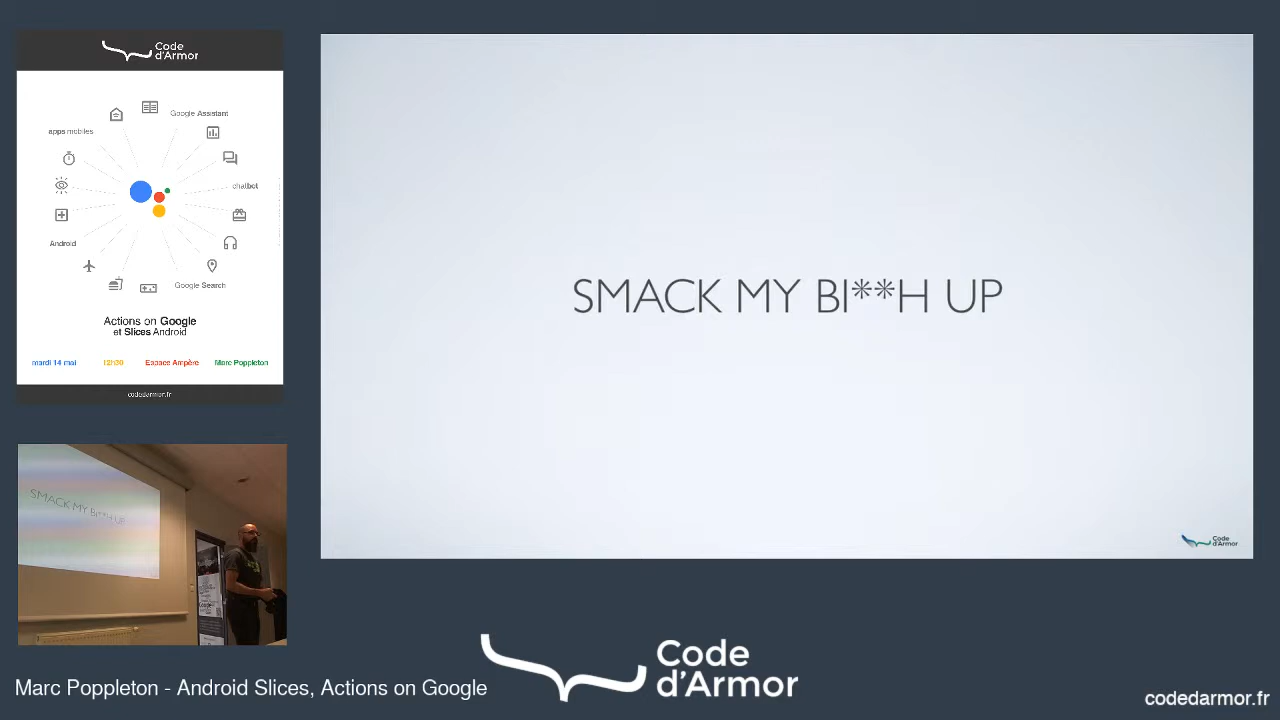 Code
d'Armor
Google Assistant
apps mobiles
chatbot
Android
Google Search
Actions on Google
et Slices Android
mardi 14 mai
12h30
Espace Ampère
Marc Poppleton
codedarmor.fr
SMACK MY BI**H UP
Code
d'Armor
SMACK MY BI**H UP
Marc Poppleton - Android Slices, Actions on Google
Code
d'Armor
codedarmor.fr